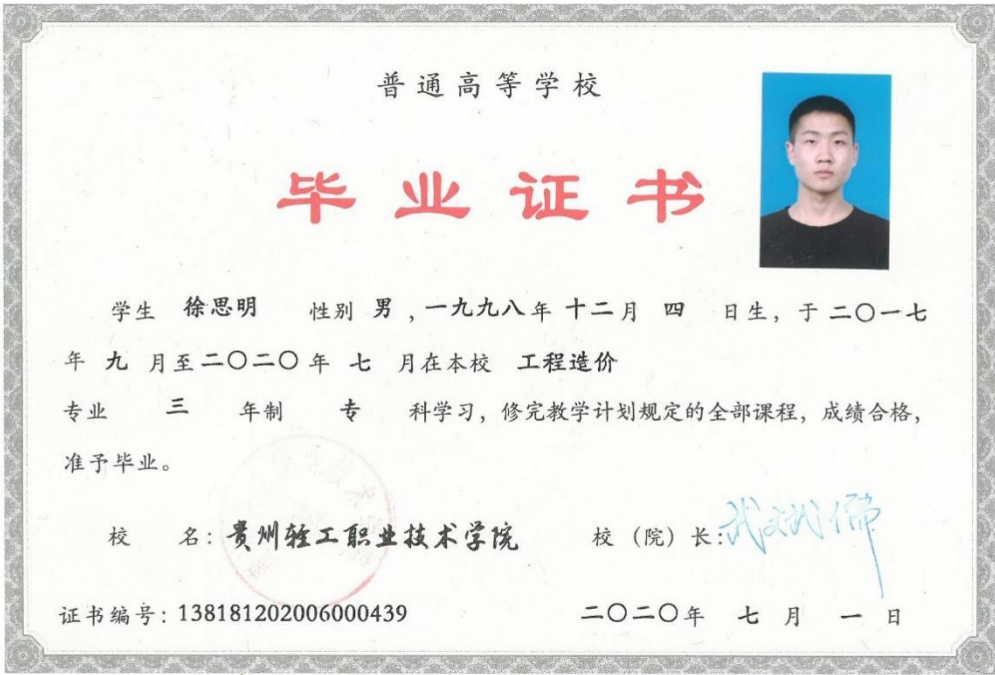 普通高等学校
毕业证书
学生 徐思明 性别 男 ,一九九八年 十二月 四 日生，于二〇一七
年 九 月至二〇二〇年 七 月在本校 工程造价
专业 三 年制 专 科学习，修完教学计划规定的全部课程，成绩合格，
准予毕业。
校 名：贵州轻工职业技术学院 校（院）长：
证书编号：138181202006000439 二〇二〇年 七 月 一 日